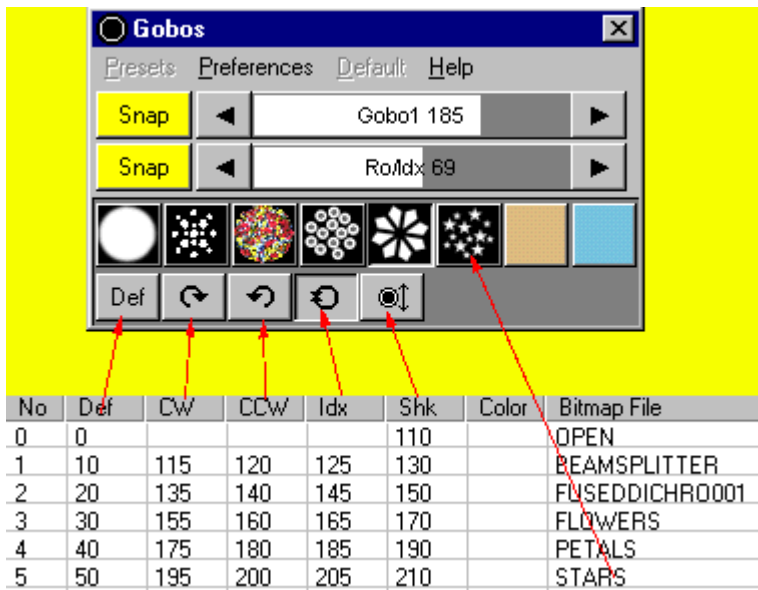 Gobos
Presets Preferences Default Help
Snap Gobo1 185
Snap Ro/Idx 69
Def
No Def CW CCW Idx Shk Color Bitmap File
0 0 110 OPEN
1 10 115 120 125 130 BEAMSPLITTER
2 20 135 140 145 150 FUSEDDICHRO001
3 30 155 160 165 170 FLOWERS
4 40 175 180 185 190 PETALS
5 50 195 200 205 210 STARS